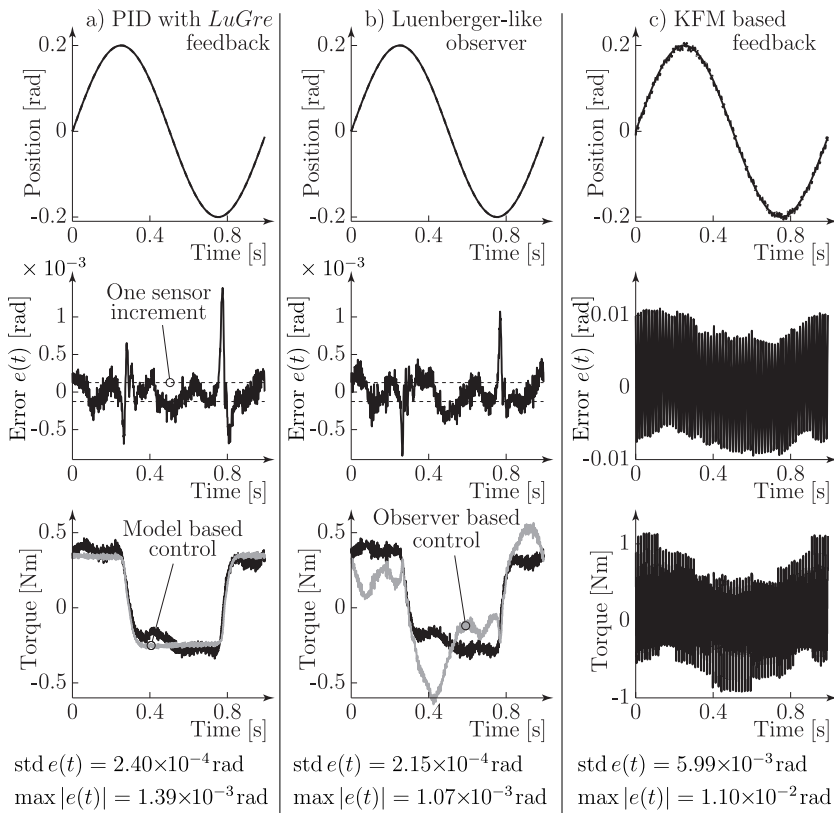 a) PID with LuGre
feedback
0.2
0
-0.2
0
0.4
0.8
Position [rad]
Time [s]
× 10⁻³
One sensor
increment
1
0.5
0
-0.5
0
0.4
0.8
Error e(t) [rad]
Time [s]
Model based
control
0.5
0
-0.5
0
0.4
0.8
Torque [Nm]
Time [s]
std e(t) = 2.40×10⁻⁴ rad
max |e(t)| = 1.39×10⁻³ rad
b) Luenberger-like
observer
0.2
0
-0.2
0
0.4
0.8
Position [rad]
Time [s]
× 10⁻³
1
0.5
0
-0.5
0
0.4
0.8
Error e(t) [rad]
Time [s]
Observer based
control
0.5
0
-0.5
0
0.4
0.8
Torque [Nm]
Time [s]
std e(t) = 2.15×10⁻⁴ rad
max |e(t)| = 1.07×10⁻³ rad
c) KFM based
feedback
0.2
0
-0.2
0
0.4
0.8
Position [rad]
Time [s]
0.01
0
-0.01
0
0.4
0.8
Error e(t) [rad]
Time [s]
1
0
-1
0
0.4
0.8
Torque [Nm]
Time [s]
std e(t) = 5.99×10⁻³ rad
max |e(t)| = 1.10×10⁻² rad